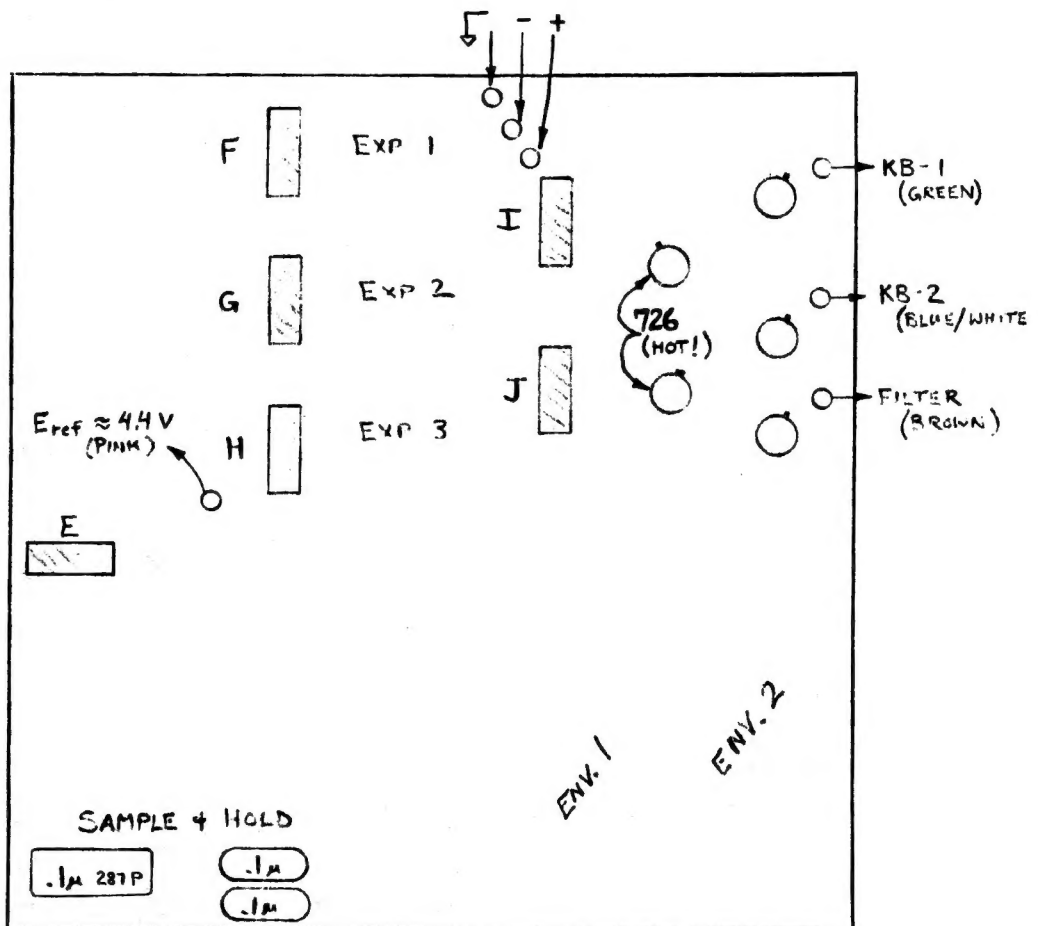 - +
F
EXP 1
I
KB-1
(GREEN)
G
EXP 2
726
(HOT!)
KB-2
(BLUE/WHITE
J
Eref ≈ 4.4 V
(PINK)
H
EXP 3
FILTER
(BROWN)
E
ENV. 1
ENV. 2
SAMPLE & HOLD
.1μ 287P
.1μ
.1μ